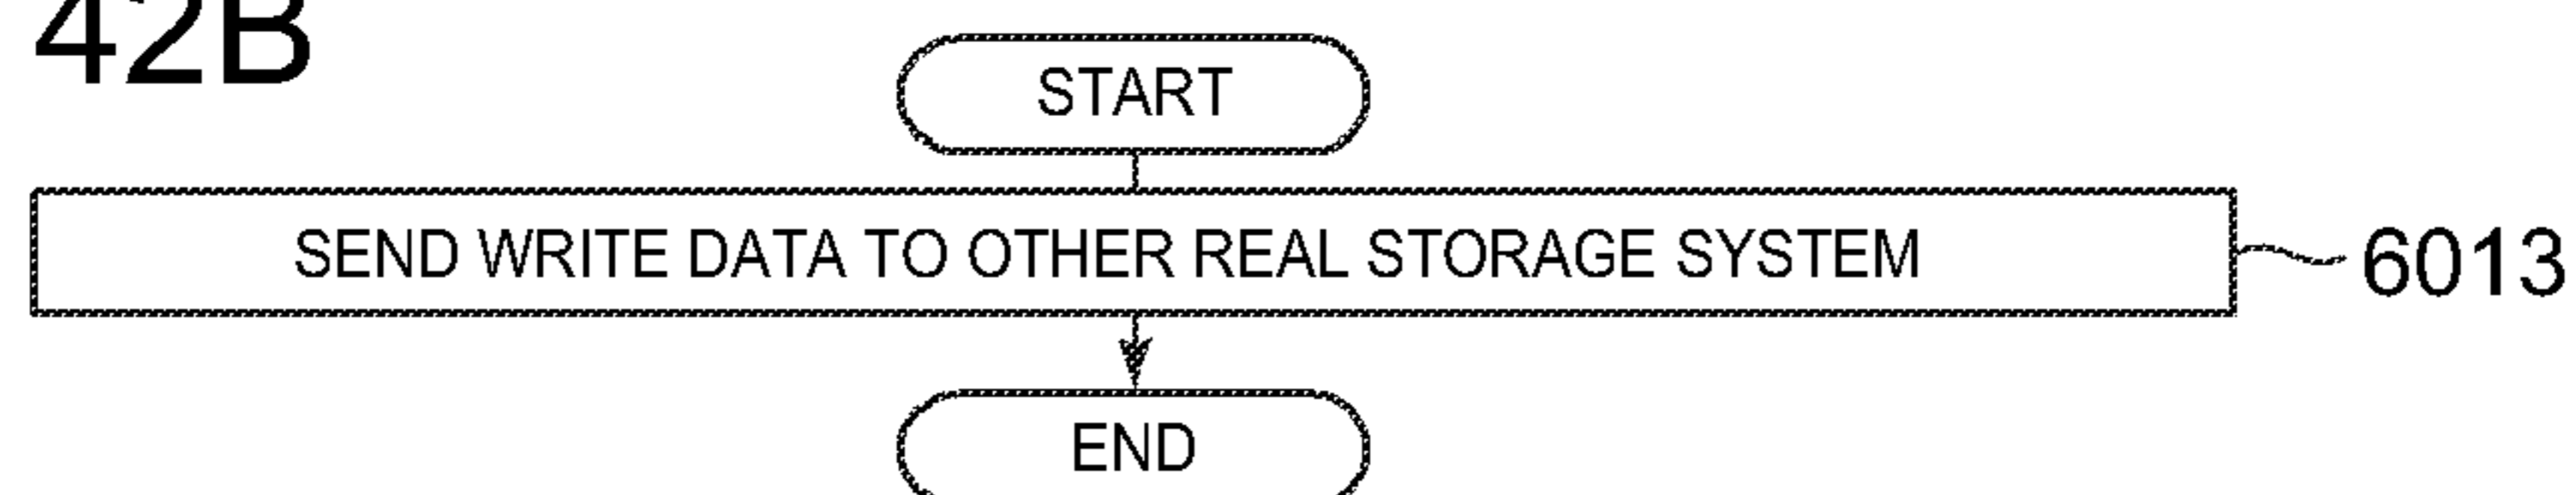 42B
START
SEND WRITE DATA TO OTHER REAL STORAGE SYSTEM
6013
END